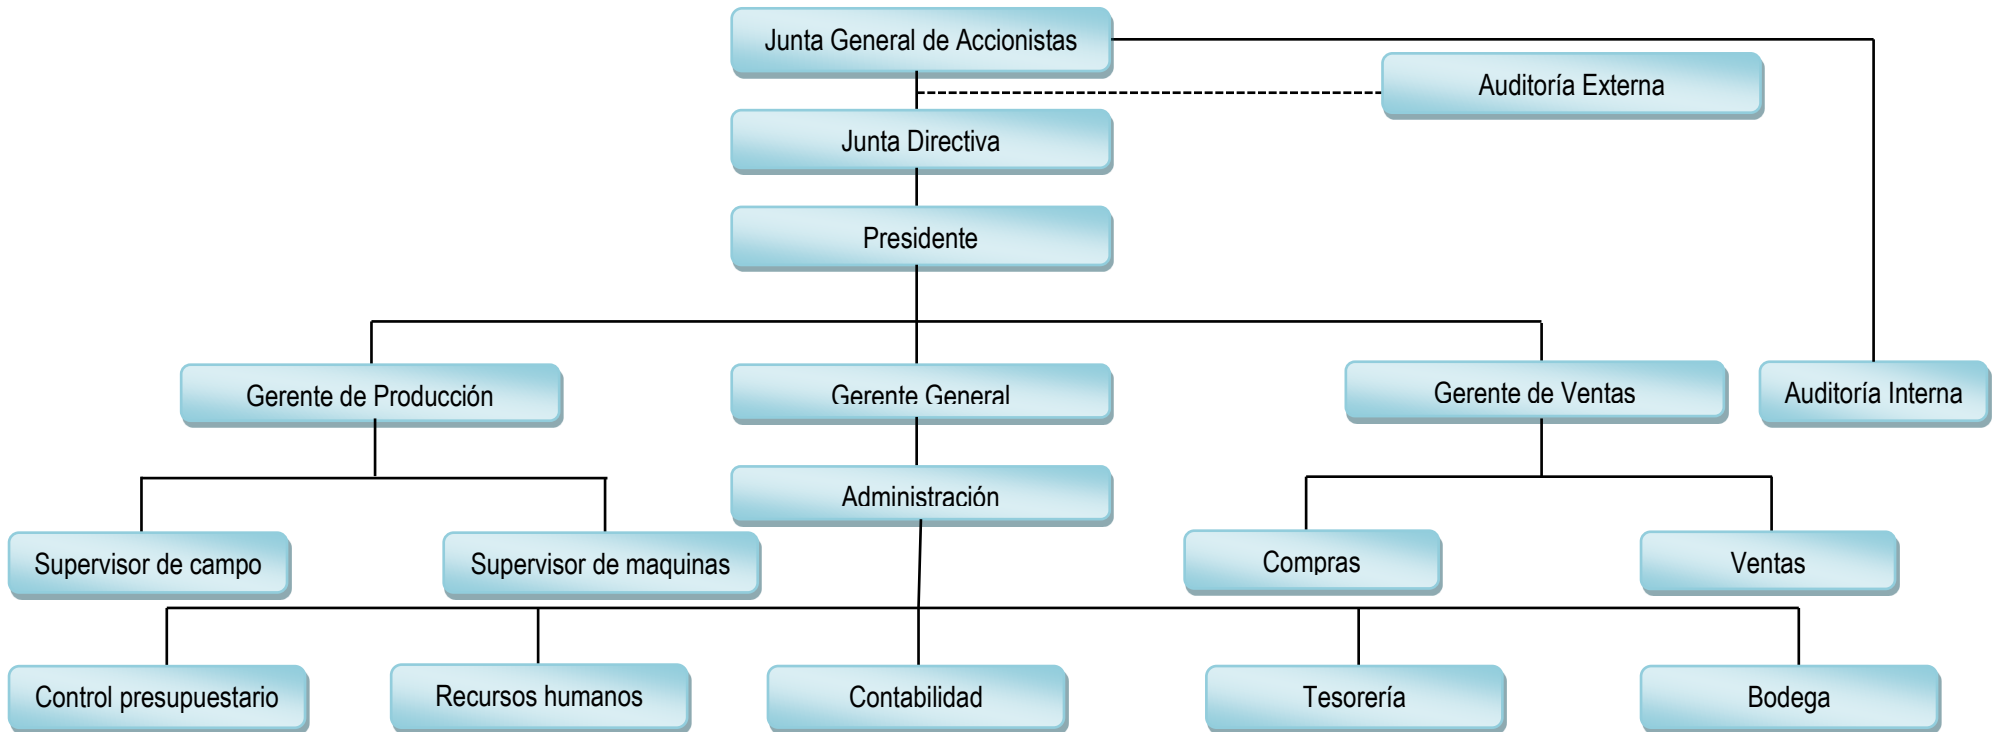 Junta General de Accionistas
Auditoría Externa
Junta Directiva
Presidente
Gerente de Producción
Gerente General
Gerente de Ventas
Auditoría Interna
Administración
Supervisor de campo
Supervisor de maquinas
Compras
Ventas
Control presupuestario
Recursos humanos
Contabilidad
Tesorería
Bodega